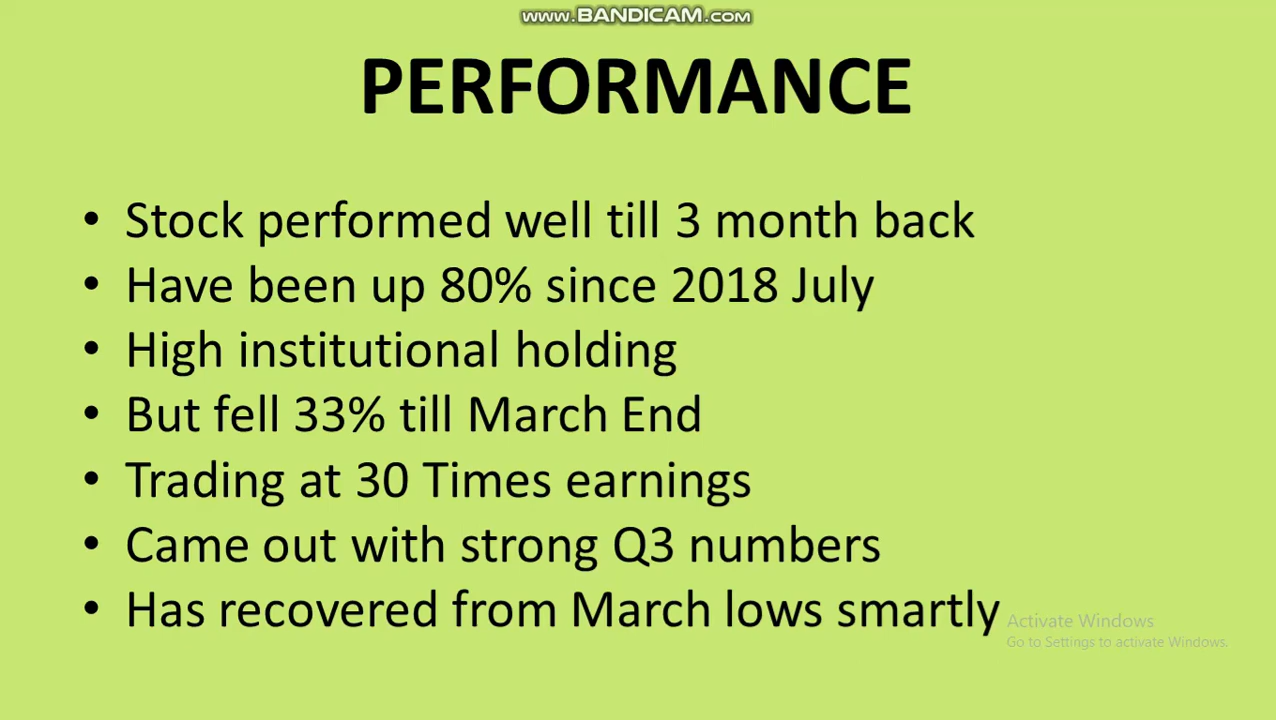 www.BANDICAM.com
PERFORMANCE
• Stock performed well till 3 month back
• Have been up 80% since 2018 July
• High institutional holding
• But fell 33% till March End
• Trading at 30 Times earnings
• Came out with strong Q3 numbers
• Has recovered from March lows smartly
Activate Windows
Go to Settings to activate Windows.